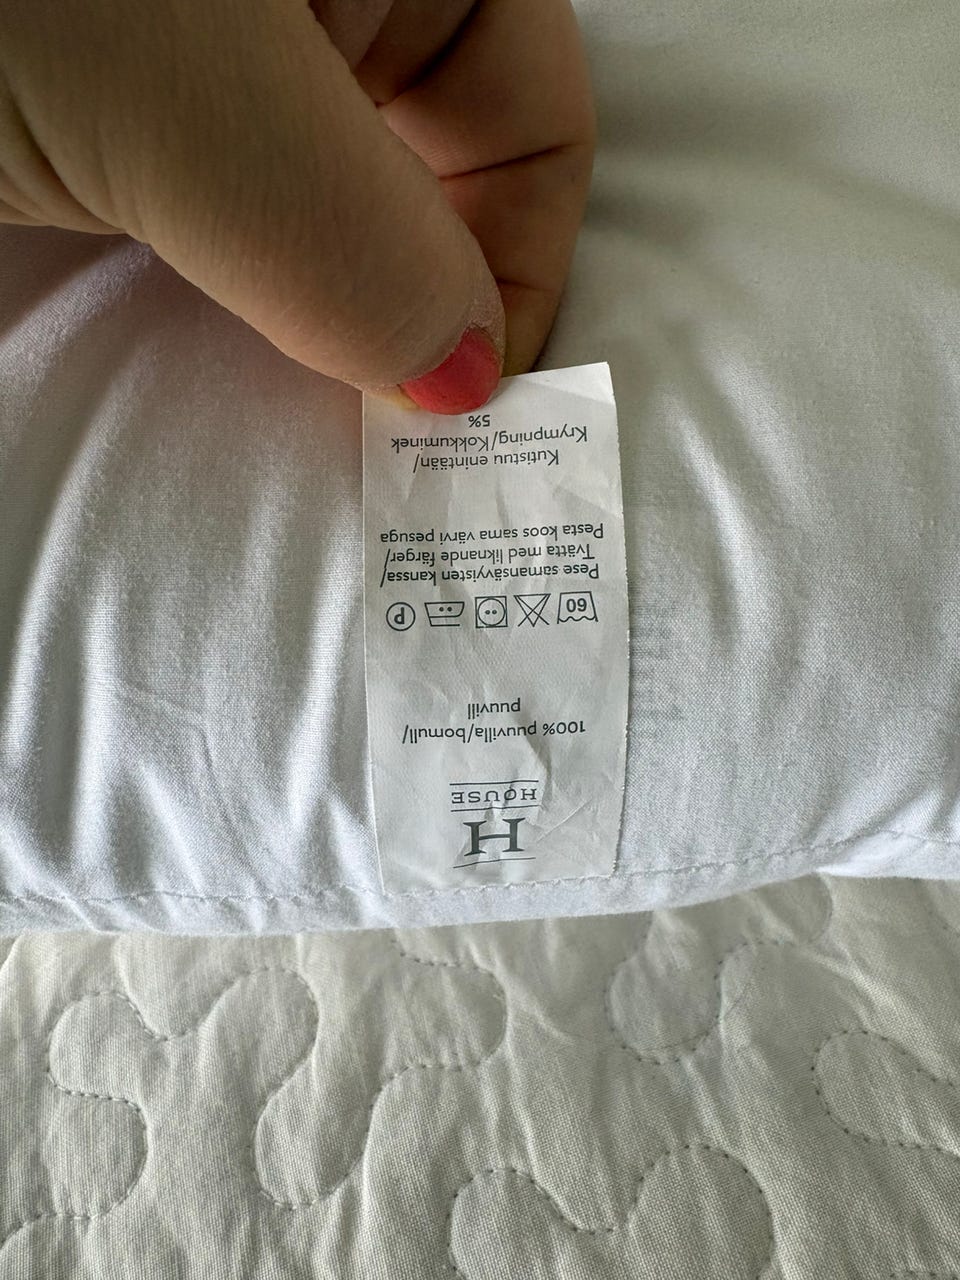 H
HOUSE
100% puuvilla/bomull/
puuvill
60
P
Pese samansävyisten kanssa/
Tvätta med liknande färger/
Pesta koos sama värvi pesuga
Kutistuu enintään/
Krympning/Kokkuminek
5%